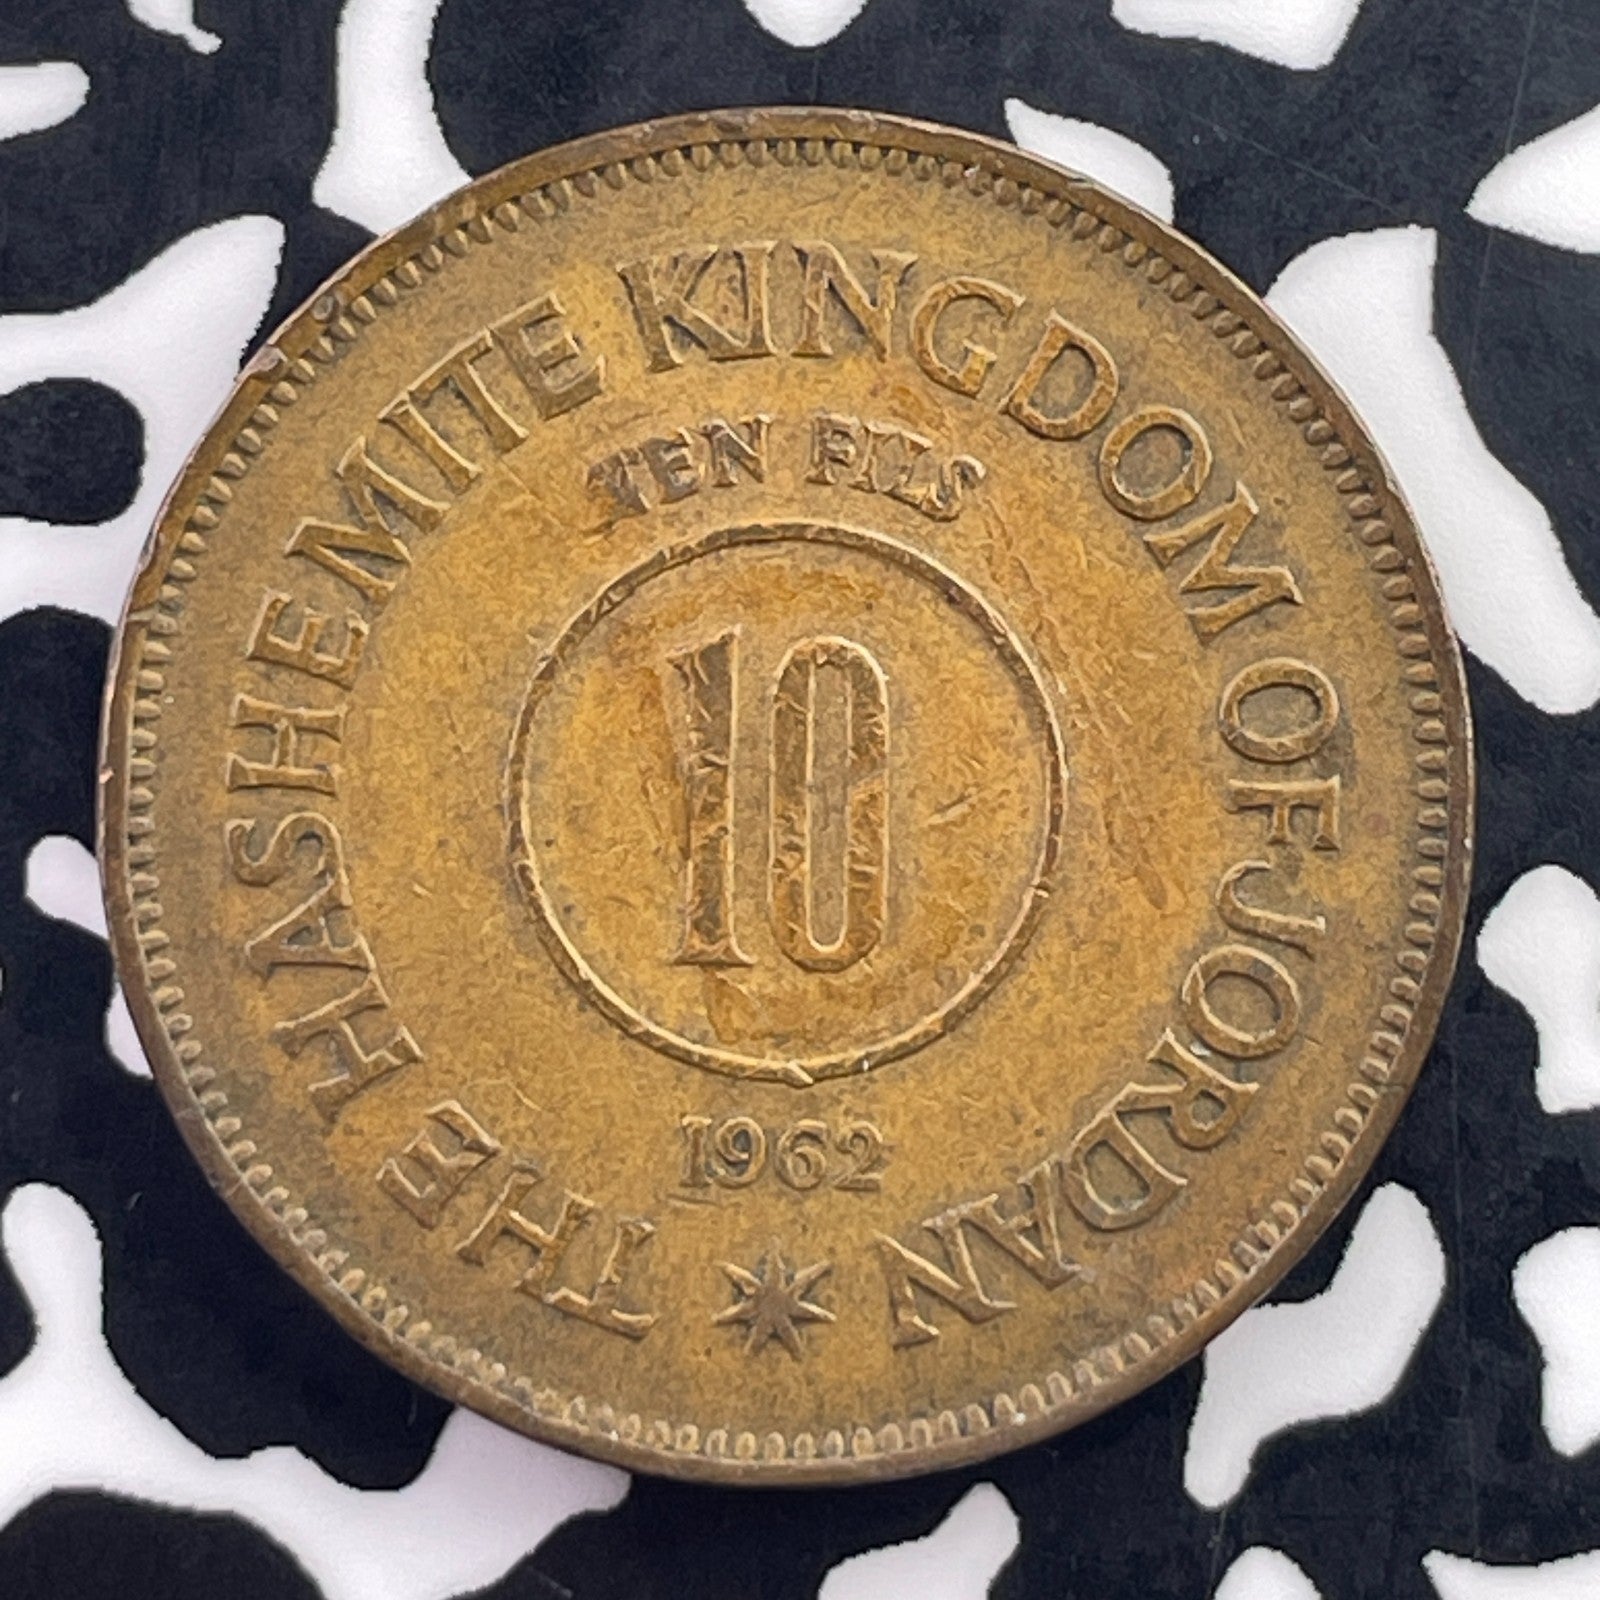 THE HASHEMITE KINGDOM OF JORDAN
TEN FILS
10
1962